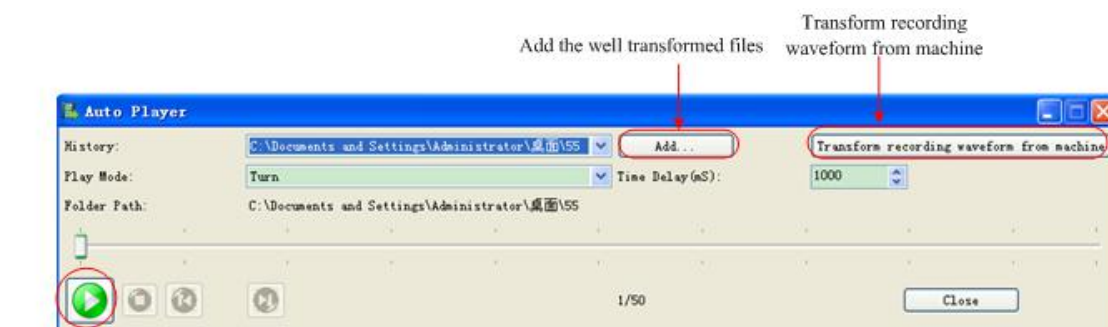 Transform recording
Add the well transformed files waveform from machine
Auto Player
History: C:\Documents and Settings\Administrator\桌面\55 Add... Transform recording waveform from machine
Play Mode: Turn Time Delay(mS): 1000
Folder Path: C:\Documents and Settings\Administrator\桌面\55
1/50 Close